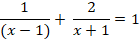 1/(x − 1) + 2/x + 1 = 1